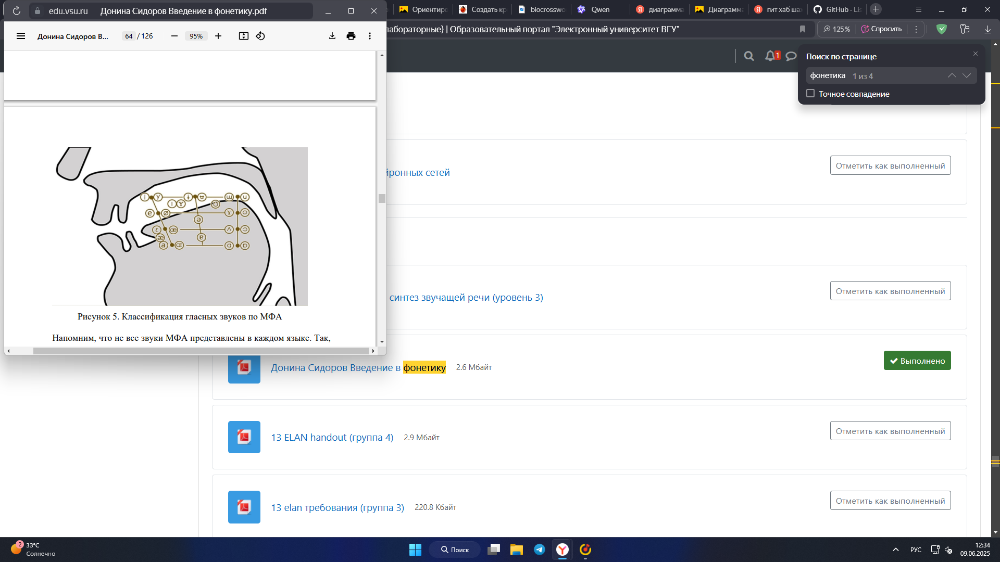 edu.vsu.ru
Донина Сидоров Введение в фонетику.pdf
Ориентиро
Создать кр
biocrosswo
Qwen
диаграмма
Диаграмма
гит хаб шах
GitHub - Lis
лабораторные) | Образовательный портал "Электронный университет ВГУ"
125 %
Спросить
Донина Сидоров В...
64 / 126
95%
1
Поиск по странице
фонетика 1 из 4
Точное совпадение
i y ɨ ʉ ɯ u
ɪ ʏ ʊ
e ø ɤ o
ə
ɛ œ ʌ ɔ
æ ɐ
a ɶ ɑ ɒ
Рисунок 5. Классификация гласных звуков по МФА
Напомним, что не все звуки МФА представлены в каждом языке. Так,
йронных сетей
Отметить как выполненный
синтез звучащей речи (уровень 3)
Отметить как выполненный
Донина Сидоров Введение в фонетику 2.6 Мбайт
Выполнено
13 ELAN handout (группа 4) 2.9 Мбайт
Отметить как выполненный
13 elan требования (группа 3) 220.8 Кбайт
Отметить как выполненный
2
33°C
Солнечно
Поиск
РУС
12:34
09.06.2025